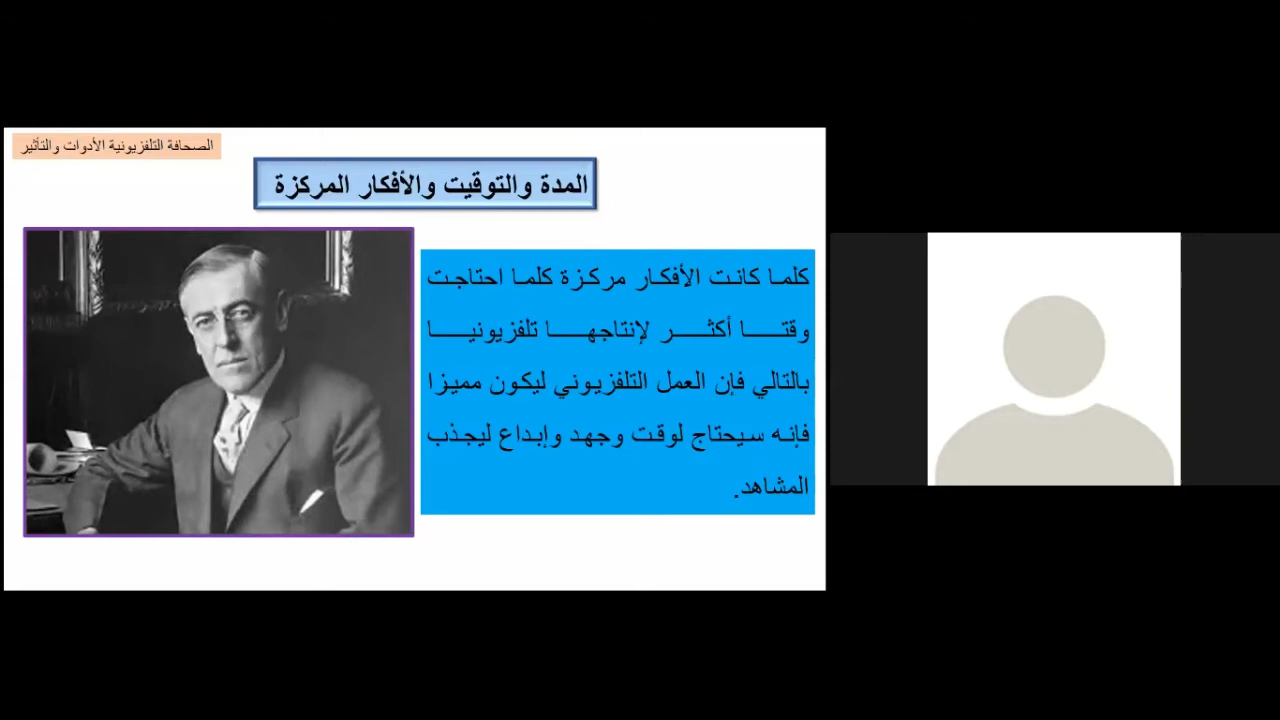 الصحافة التلفزيونية الأدوات والتأثير
المدة والتوقيت والأفكار المركزة
كلما كانت الأفكار مركزة كلما احتاجت
وقتا أكثر لإنتاجها تلفزيونيا
بالتالي فإن العمل التلفزيوني ليكون مميزا
فإنه سيحتاج لوقت وجهد وإبداع ليجذب
المشاهد.